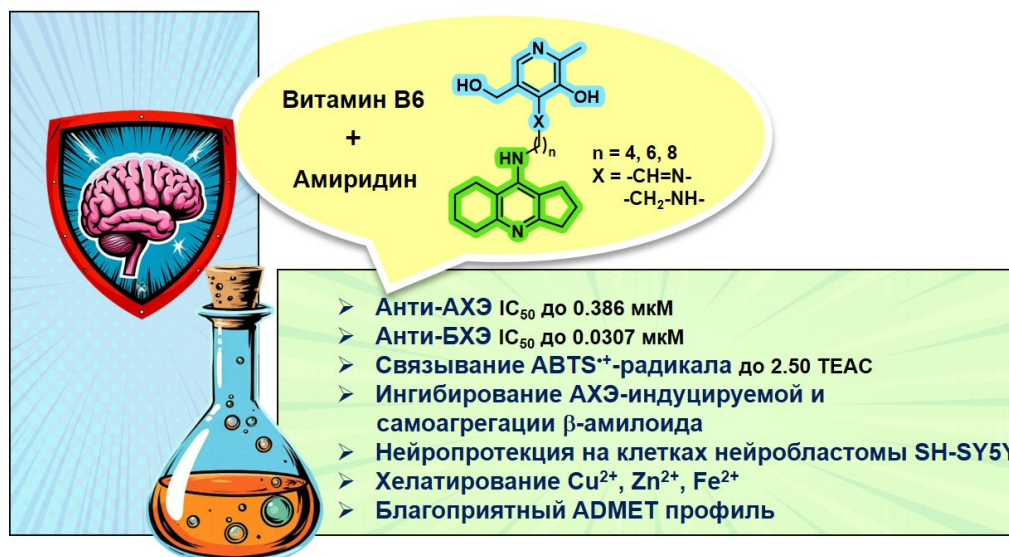 Витамин В6
+
Амиридин
N
HO
OH
X
( )n
HN
N
n = 4, 6, 8
X = -CH=N-
-CH₂-NH-
➢ Анти-АХЭ IC₅₀ до 0.386 мкМ
➢ Анти-БХЭ IC₅₀ до 0.0307 мкМ
➢ Связывание ABTS•⁺-радикала до 2.50 TEAC
➢ Ингибирование АХЭ-индуцируемой и
самоагрегации β-амилоида
➢ Нейропротекция на клетках нейробластомы SH-SY5Y
➢ Хелатирование Cu²⁺, Zn²⁺, Fe²⁺
➢ Благоприятный ADMET профиль